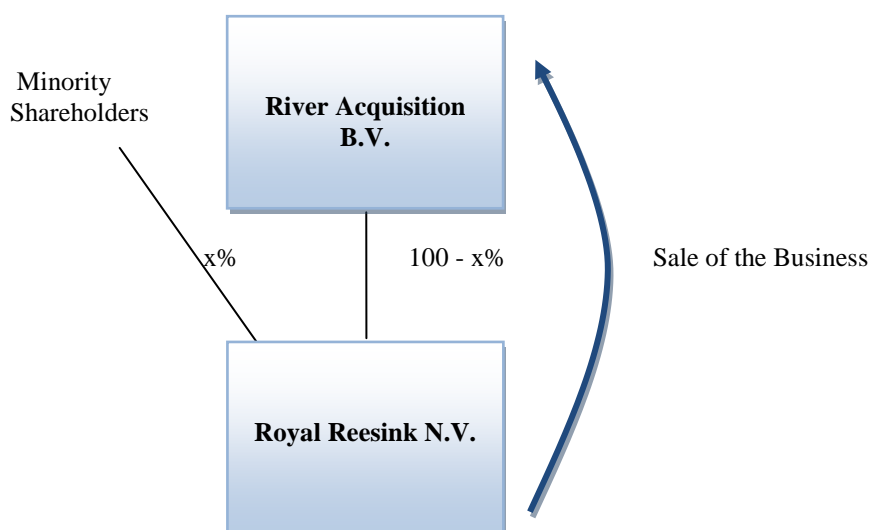 Minority
Shareholders
River Acquisition
B.V.
x%
100 - x%
Sale of the Business
Royal Reesink N.V.